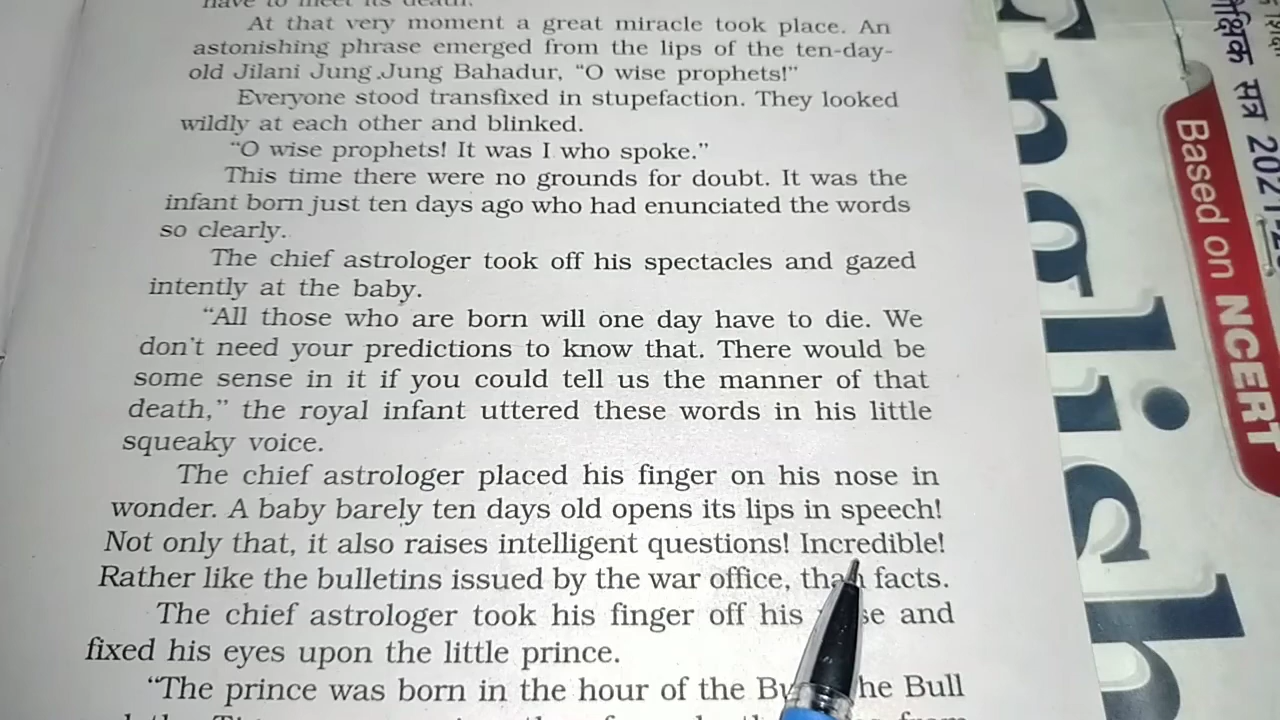 have to meet its death.
At that very moment a great miracle took place. An
astonishing phrase emerged from the lips of the ten-day-
old Jilani Jung Jung Bahadur, “O wise prophets!”
Everyone stood transfixed in stupefaction. They looked
wildly at each other and blinked.
“O wise prophets! It was I who spoke.”
This time there were no grounds for doubt. It was the
infant born just ten days ago who had enunciated the words
so clearly.
The chief astrologer took off his spectacles and gazed
intently at the baby.
“All those who are born will one day have to die. We
don't need your predictions to know that. There would be
some sense in it if you could tell us the manner of that
death,” the royal infant uttered these words in his little
squeaky voice.
The chief astrologer placed his finger on his nose in
wonder. A baby barely ten days old opens its lips in speech!
Not only that, it also raises intelligent questions! Incredible!
Rather like the bulletins issued by the war office, than facts.
The chief astrologer took his finger off his and
fixed his eyes upon the little prince.
“The prince was born in the hour of the Bull
English
Based on NCERT
सत्र